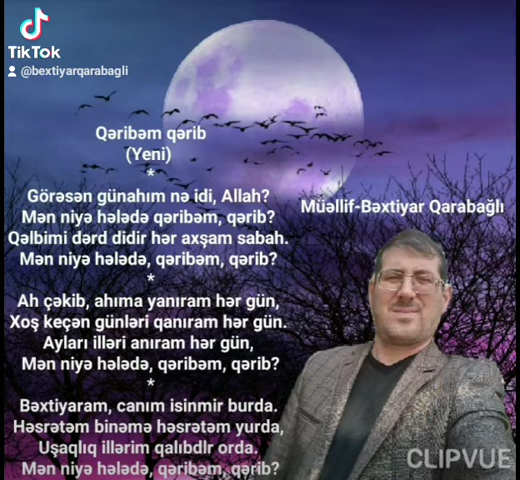 TikTok
@bextiyarqarabagli
Qəribəm qərib
(Yeni)
*
Görəsən günahım nə idi, Allah?
Mən niyə hələdə qəribəm, qərib?
Qəlbimi dərd didir hər axşam sabah.
Mən niyə hələdə, qəribəm, qərib?
*
Ah çəkib, ahıma yanıram hər gün,
Xoş keçən günləri qanıram hər gün.
Ayları illəri anıram hər gün,
Mən niyə hələdə, qəribəm, qərib?
*
Bəxtiyaram, canım isinmir burda.
Həsrətəm binəmə həsrətəm yurda,
Uşaqlıq illərim qalıbdlr orda.
Mən niyə hələdə, qəribəm, qərib?
Müəllif-Bəxtiyar Qarabağlı
CLIPVUE